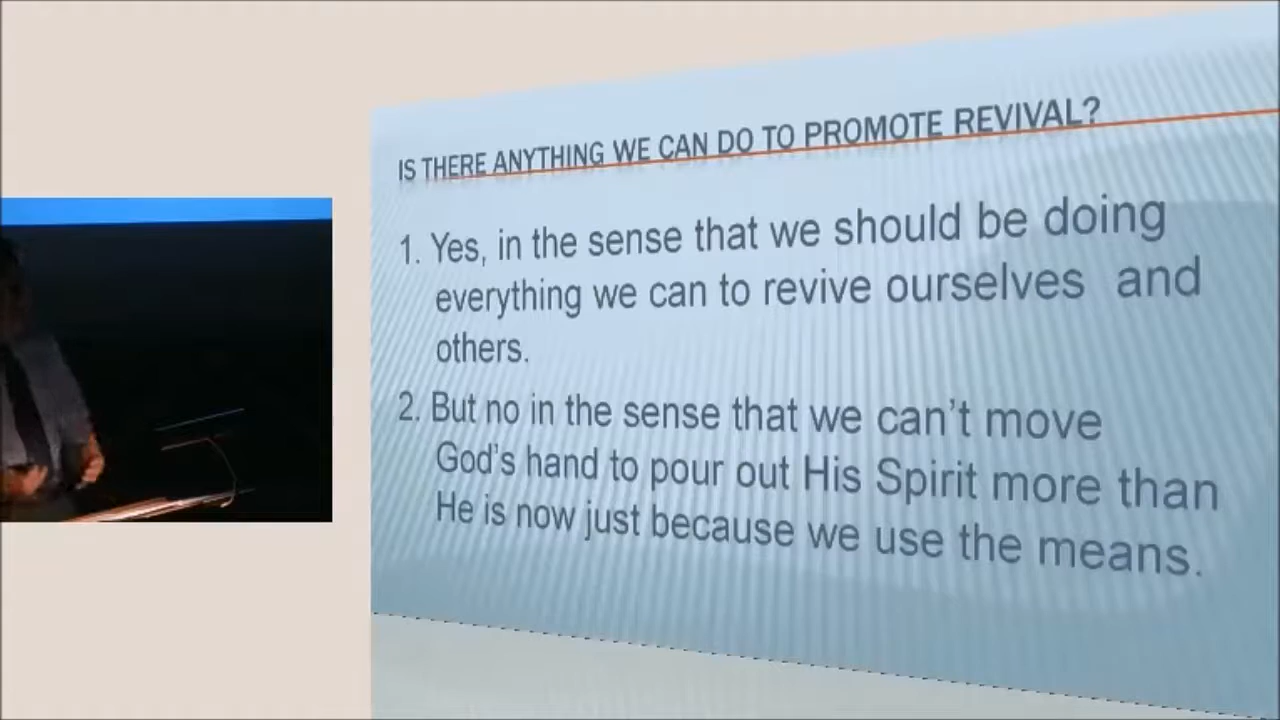 IS THERE ANYTHING WE CAN DO TO PROMOTE REVIVAL?
1. Yes, in the sense that we should be doing
everything we can to revive ourselves and
others.
2. But no in the sense that we can't move
God's hand to pour out His Spirit more than
He is now just because we use the means.